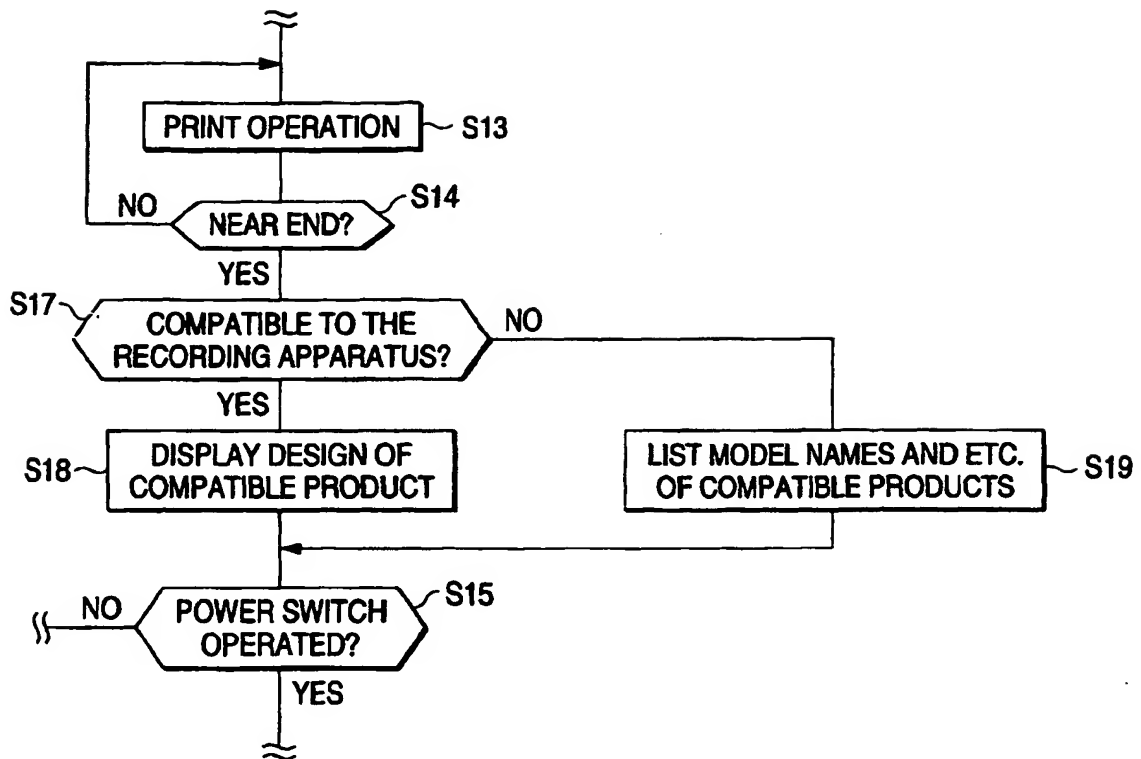 PRINT OPERATION
S13
NO
NEAR END?
S14
YES
S17
COMPATIBLE TO THE
RECORDING APPARATUS?
NO
YES
S18
DISPLAY DESIGN OF
COMPATIBLE PRODUCT
LIST MODEL NAMES AND ETC.
OF COMPATIBLE PRODUCTS
S19
NO
POWER SWITCH
OPERATED?
S15
YES